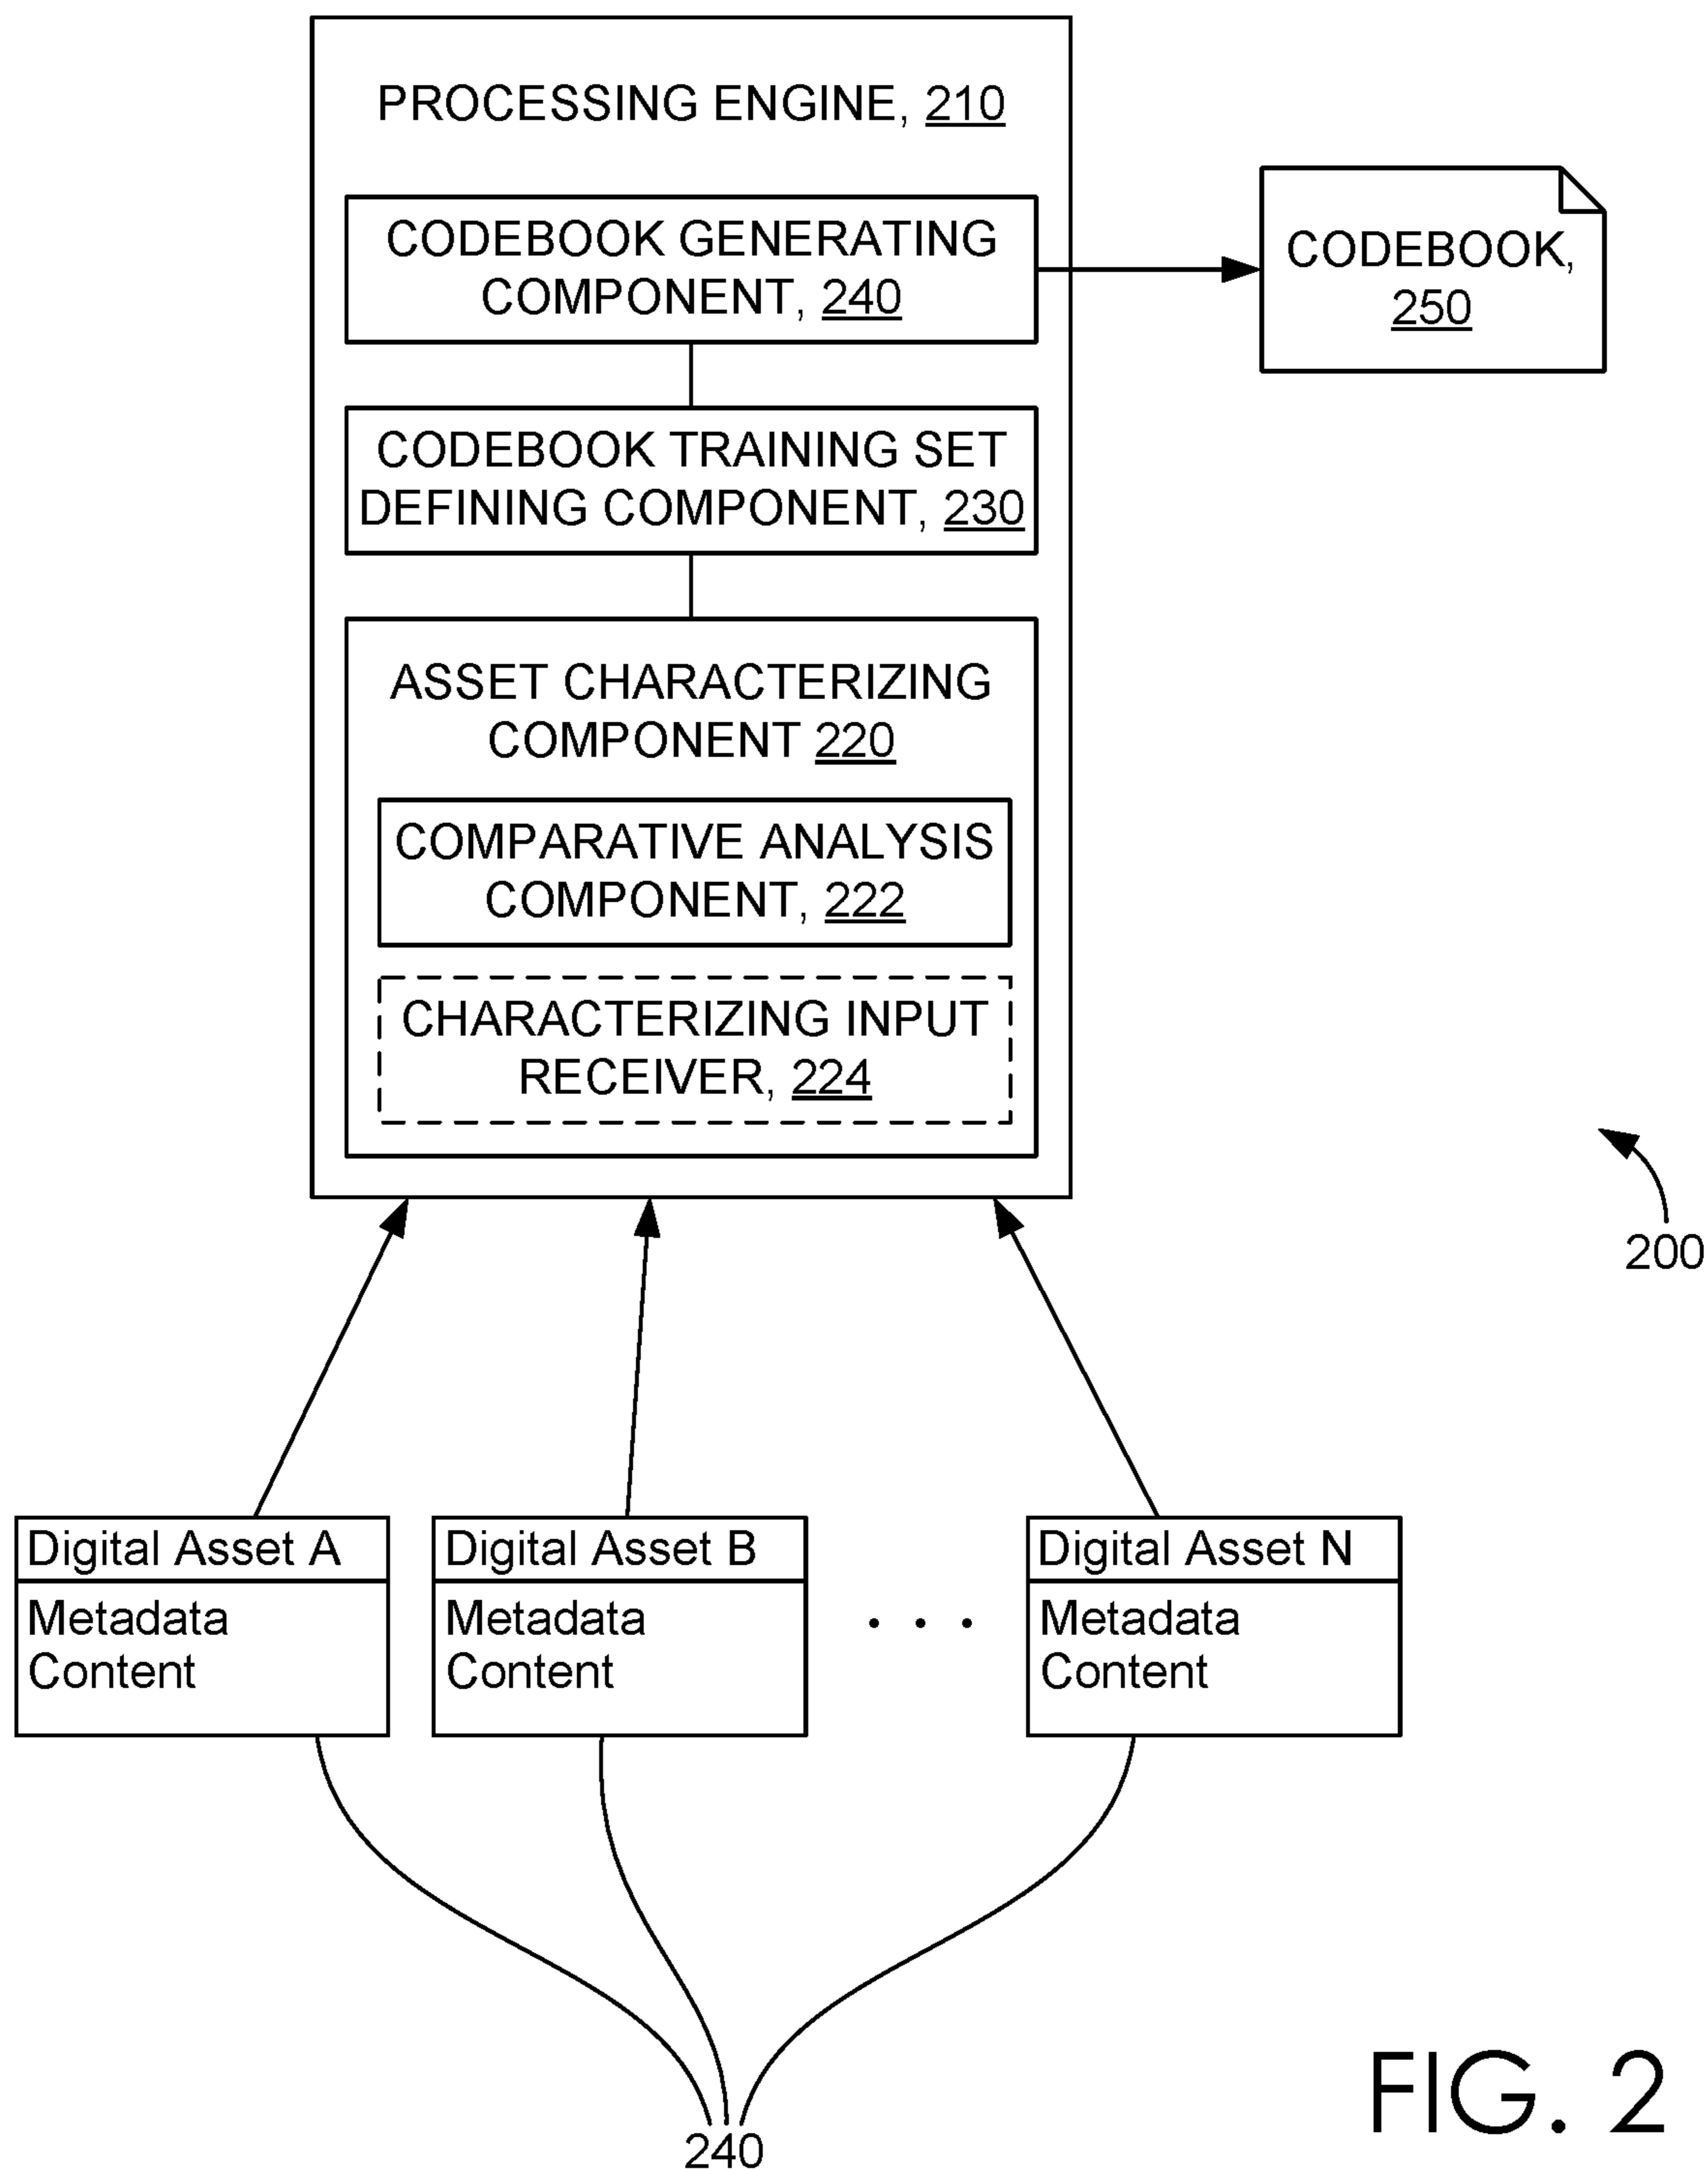 PROCESSING ENGINE, 210
CODEBOOK GENERATING
COMPONENT, 240
CODEBOOK,
250
CODEBOOK TRAINING SET
DEFINING COMPONENT, 230
ASSET CHARACTERIZING
COMPONENT 220
COMPARATIVE ANALYSIS
COMPONENT, 222
CHARACTERIZING INPUT
RECEIVER, 224
200
Digital Asset A
Metadata
Content
Digital Asset B
Metadata
Content
. . .
Digital Asset N
Metadata
Content
240
FIG. 2